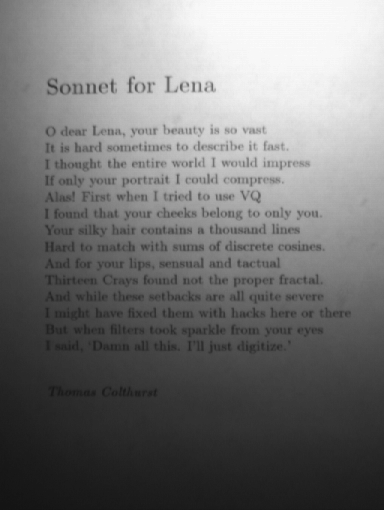 Sonnet for Lena
O dear Lena, your beauty is so vast
It is hard sometimes to describe it fast.
I thought the entire world I would impress
If only your portrait I could compress.
Alas! First when I tried to use VQ
I found that your cheeks belong to only you.
Your silky hair contains a thousand lines
Hard to match with sums of discrete cosines.
And for your lips, sensual and tactual
Thirteen Crays found not the proper fractal.
And while these setbacks are all quite severe
I might have fixed them with hacks here or there
But when filters took sparkle from your eyes
I said, 'Damn all this. I'll just digitize.'
Thomas Colthurst